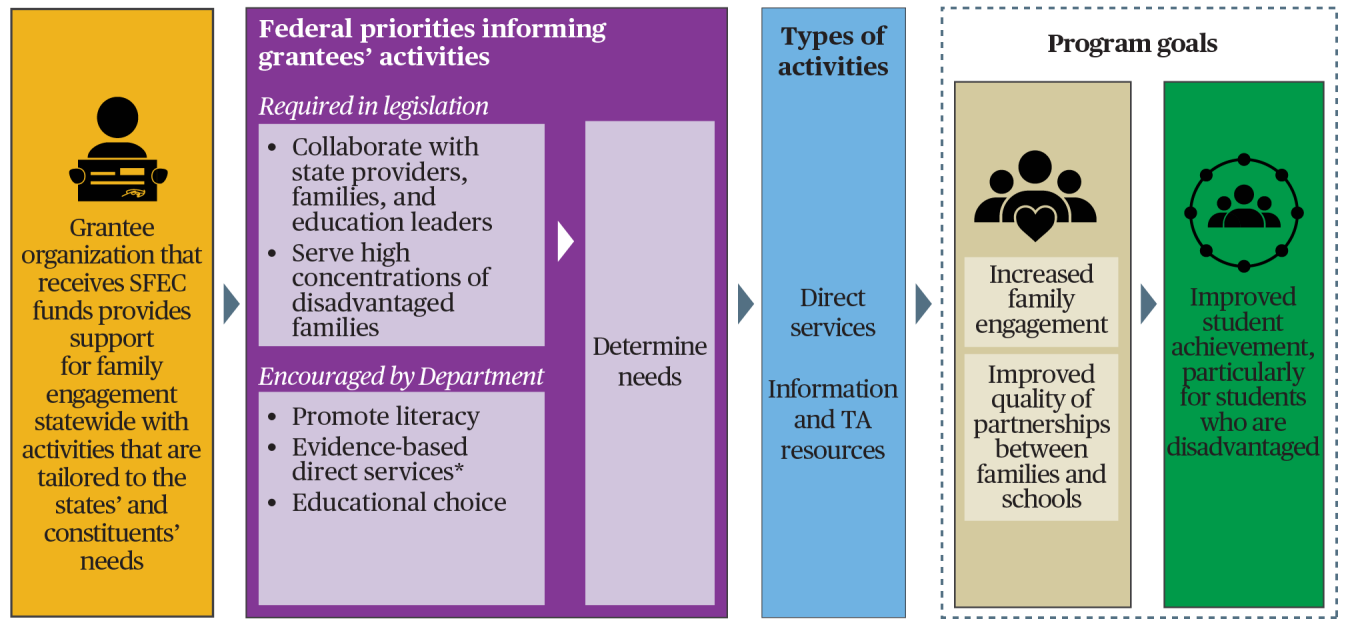 Grantee
organization that
receives SFEC
funds provides
support
for family
engagement
statewide with
activities that are
tailored to the
states’ and
constituents’
needs
Federal priorities informing
grantees’ activities
Required in legislation
• Collaborate with
state providers,
families, and
education leaders
• Serve high
concentrations of
disadvantaged
families
Encouraged by Department
• Promote literacy
• Evidence-based
direct services*
• Educational choice
Determine
needs
Types of
activities
Direct
services
Information
and TA
resources
Program goals
Increased
family
engagement
Improved
quality of
partnerships
between
families and
schools
Improved
student
achievement,
particularly
for students
who are
disadvantaged